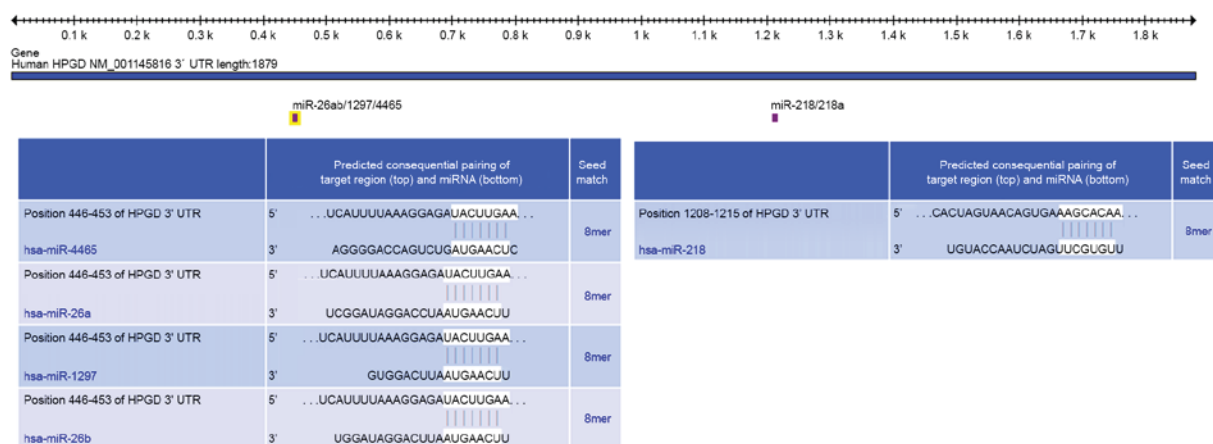 0.1 k 0.2 k 0.3 k 0.4 k 0.5 k 0.6 k 0.7 k 0.8 k 0.9 k 1 k 1.1 k 1.2 k 1.3 k 1.4 k 1.5 k 1.6 k 1.7 k 1.8 k
Gene
Human HPGD NM_001145816 3' UTR length:1879
miR-26ab/1297/4465 miR-218/218a
Predicted consequential pairing of
target region (top) and miRNA (bottom)
Seed
match
Position 446-453 of HPGD 3' UTR 5' ...UCAUUUUAAAGGAGAUACUUGAA...
8mer
hsa-miR-4465 3' AGGGGACCAGUCUGAUGAACUC
Position 446-453 of HPGD 3' UTR 5' ...UCAUUUUAAAGGAGAUACUUGAA...
8mer
hsa-miR-26a 3' UCGGAUAGGACCUAAUGAACUU
Position 446-453 of HPGD 3' UTR 5' ...UCAUUUUAAAGGAGAUACUUGAA...
8mer
hsa-miR-1297 3' GUGGACUUAAUGAACUU
Position 446-453 of HPGD 3' UTR 5' ...UCAUUUUAAAGGAGAUACUUGAA...
8mer
hsa-miR-26b 3' UGGAUAGGACUUAAUGAACUU
Predicted consequential pairing of
target region (top) and miRNA (bottom)
Seed
match
Position 1208-1215 of HPGD 3' UTR 5' ...CACUAGUAACAGUGAAAGCACAA...
8mer
hsa-miR-218 3' UGUACCAAUCUAGUUCGUGUU